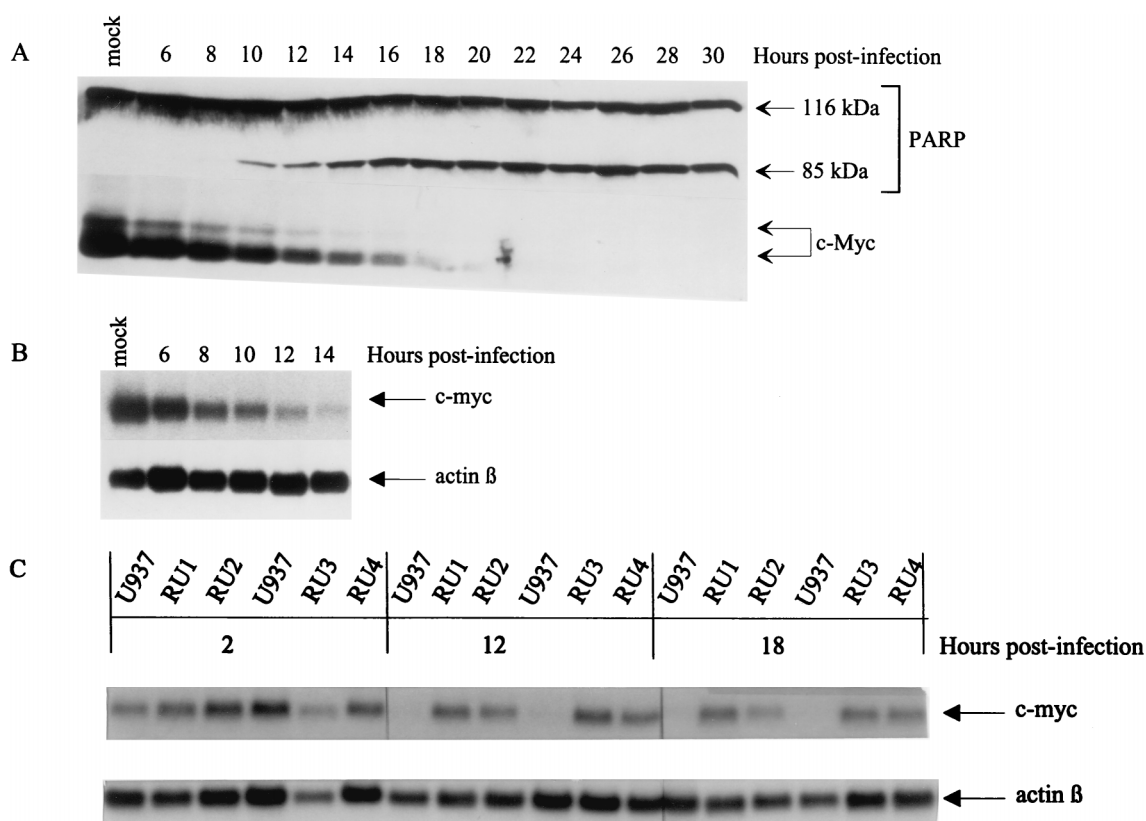 A
mock 6 8 10 12 14 16 18 20 22 24 26 28 30 Hours post-infection
116 kDa
PARP
85 kDa
c-Myc
B
mock 6 8 10 12 14 Hours post-infection
c-myc
actin ß
C
U937 RU1 RU2 U937 RU3 RU4 U937 RU1 RU2 U937 RU3 RU4 U937 RU1 RU2 U937 RU3 RU4
2 12 18 Hours post-infection
c-myc
actin ß